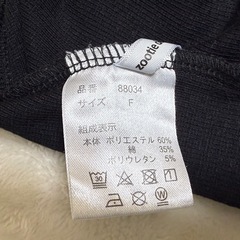 zootie
品番 88034
サイズ F
組成表示
本体 ポリエステル 60%
綿 35%
ポリウレタン 5%